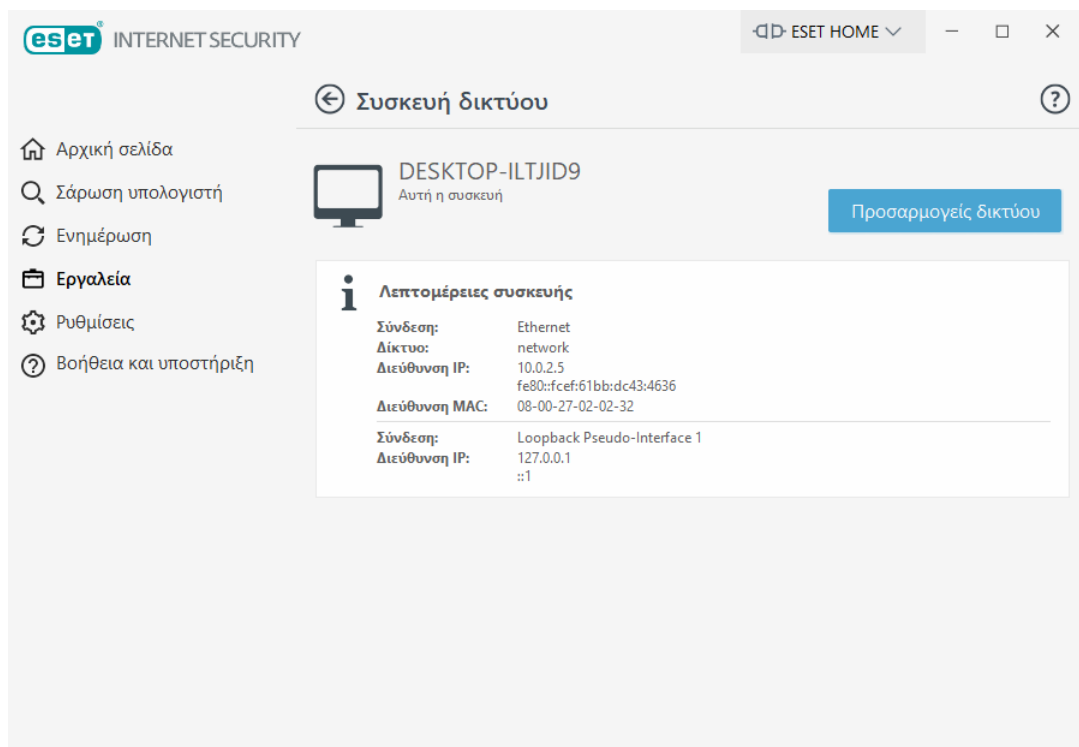 eset® INTERNET SECURITY
ESET HOME
Συσκευή δικτύου
?
Αρχική σελίδα
Σάρωση υπολογιστή
Ενημέρωση
Εργαλεία
Ρυθμίσεις
Βοήθεια και υποστήριξη
DESKTOP-ILTJID9
Αυτή η συσκευή
Προσαρμογείς δικτύου
Λεπτομέρειες συσκευής
Σύνδεση: Ethernet
Δίκτυο: network
Διεύθυνση IP: 10.0.2.5
fe80::fcef:61bb:dc43:4636
Διεύθυνση MAC: 08-00-27-02-02-32
Σύνδεση: Loopback Pseudo-Interface 1
Διεύθυνση IP: 127.0.0.1
::1